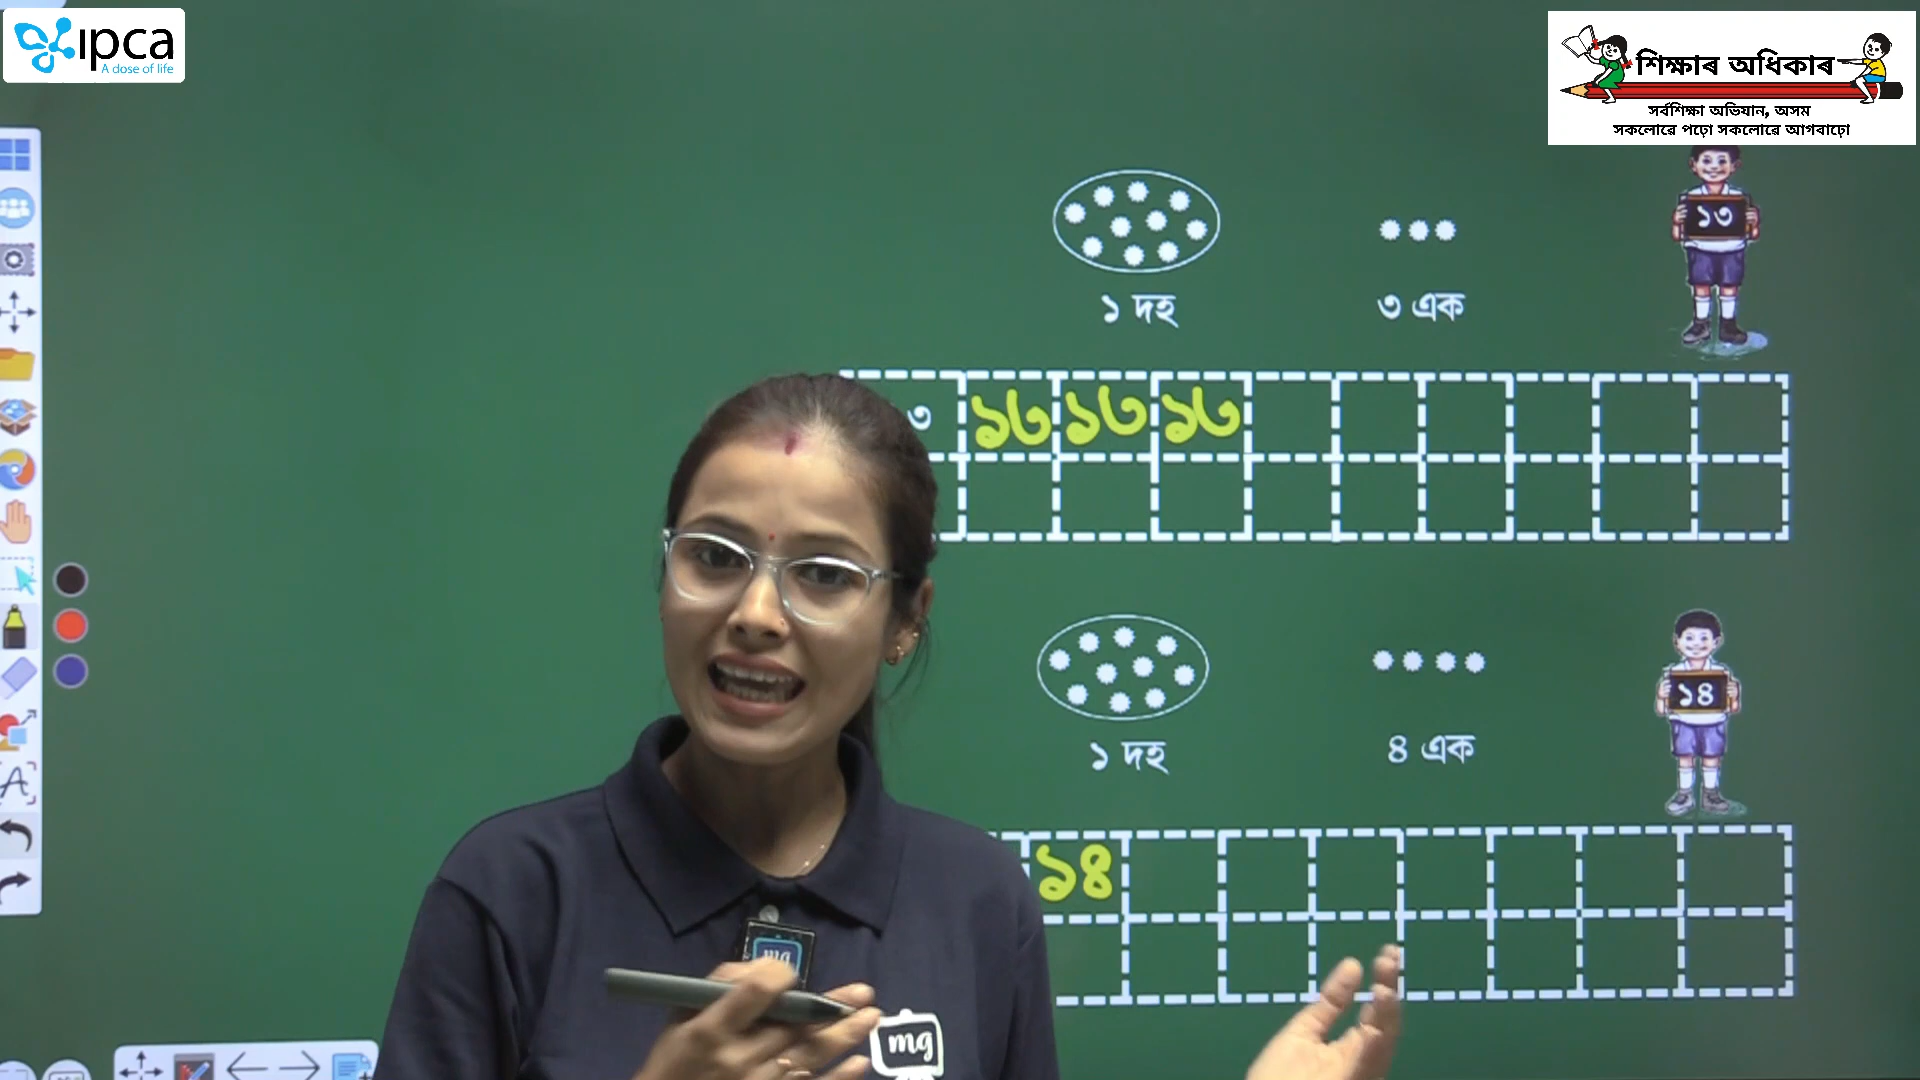 ipca
A dose of life
শিক্ষাৰ অধিকাৰ
সৰ্বশিক্ষা অভিযান, অসম
সকলোৱে পঢ়ো সকলোৱে আগবাঢ়ো
১৩
১ দহ
৩ এক
৩ ১৩ ১৩ ১৩
১৪
১ দহ
৪ এক
১৪
mg
mg